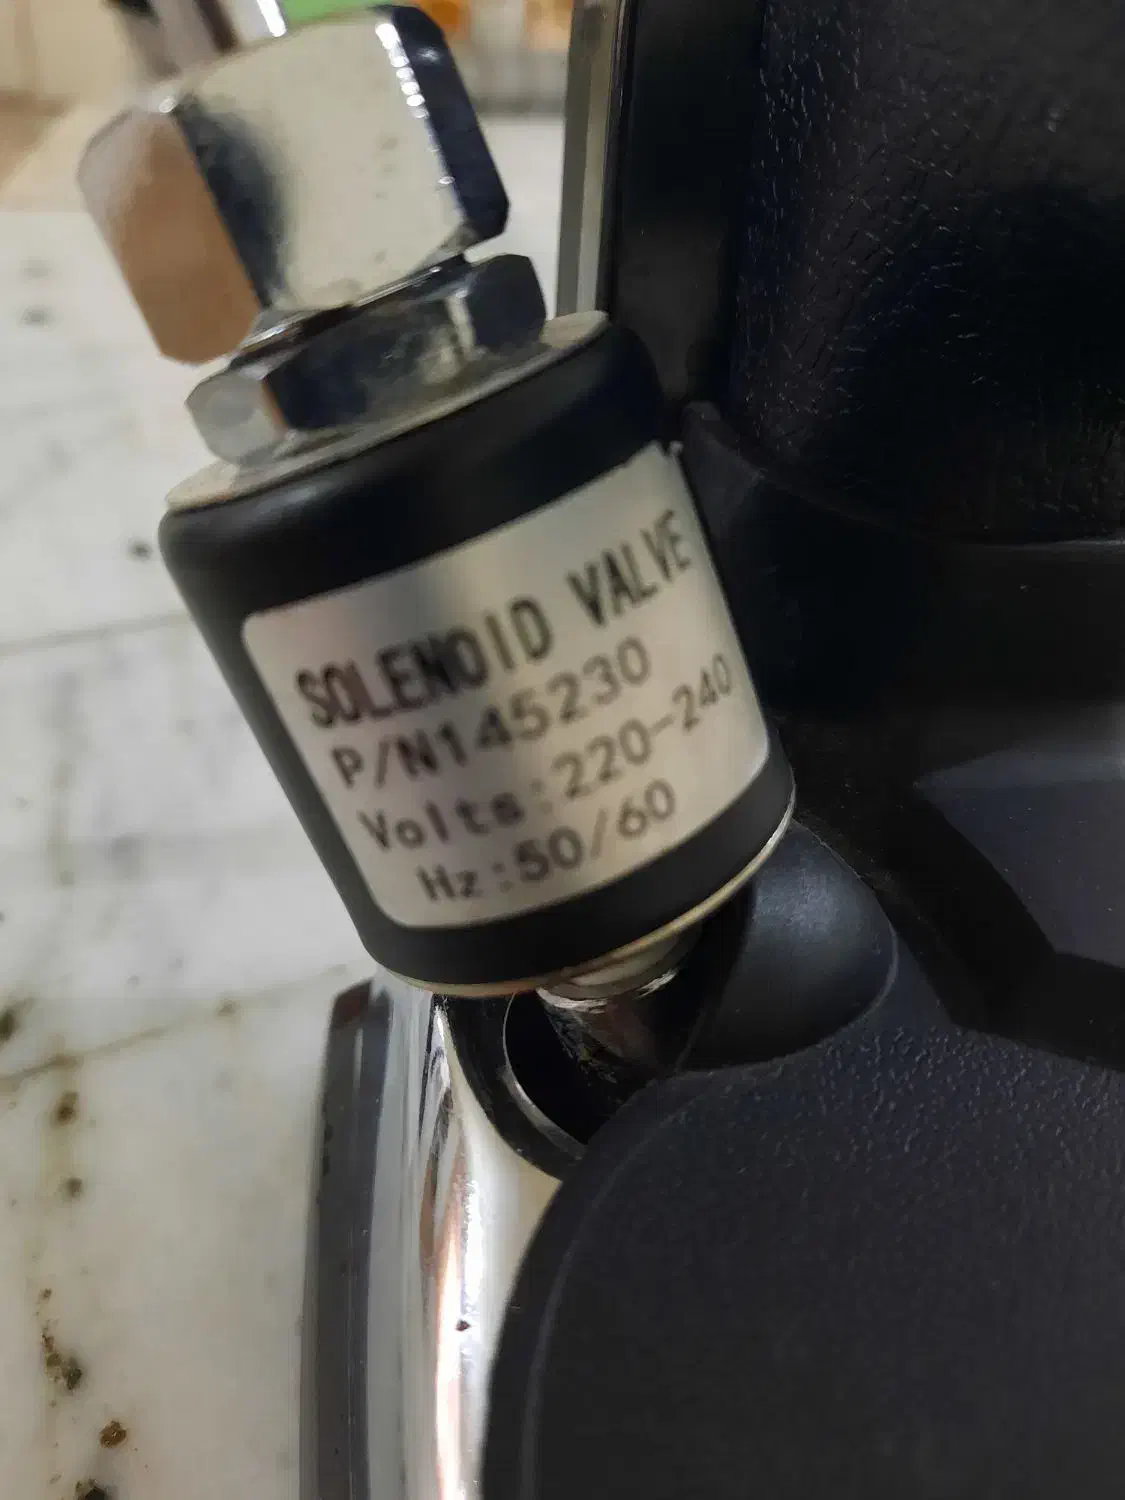 SOLENOID VALVE
P/N145230
Volts:220-240
Hz:50/60